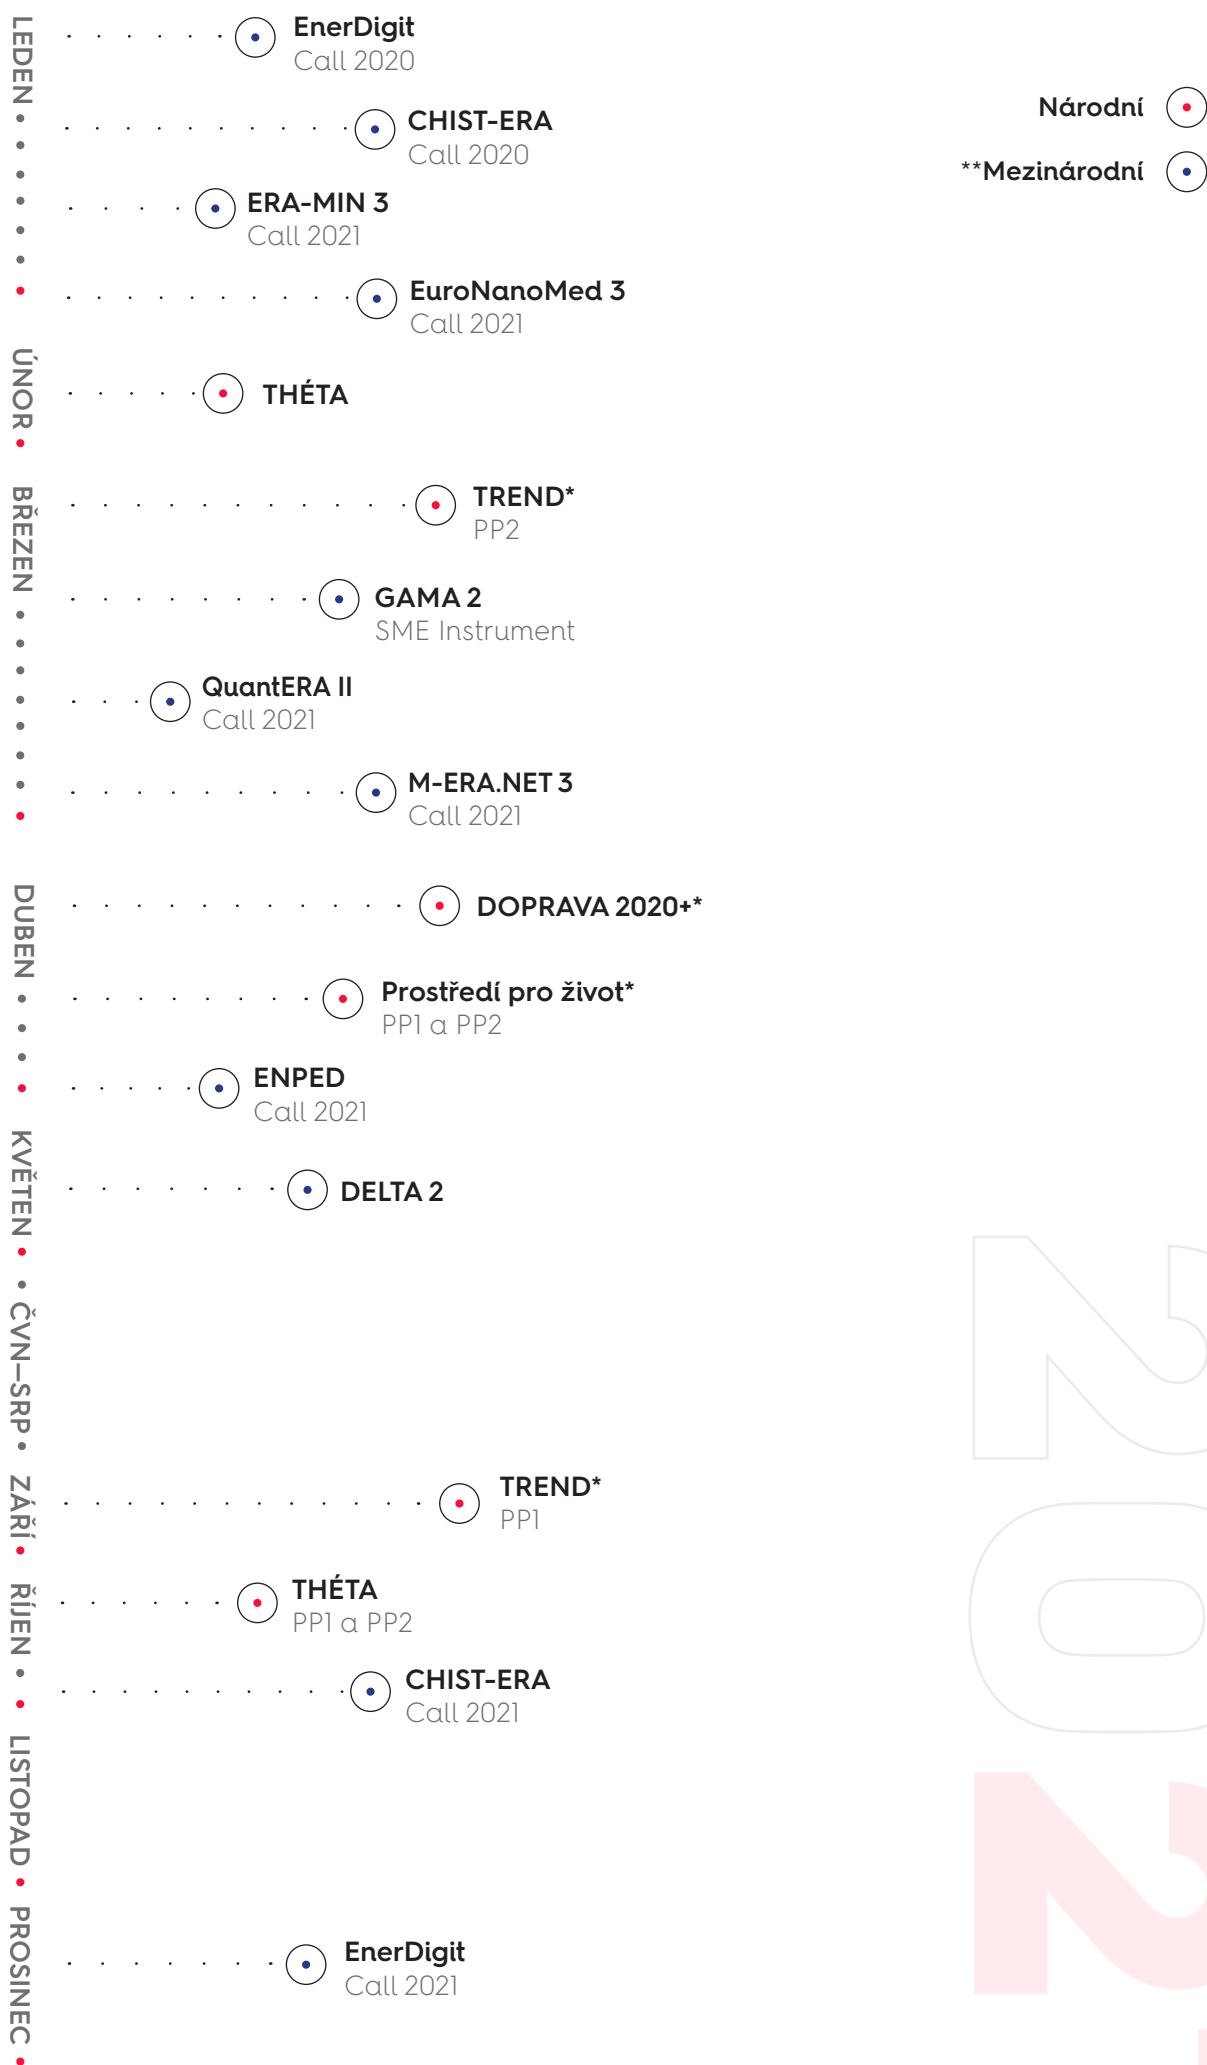 LEDEN
EnerDigit
Call 2020
Národní
CHIST-ERA
Call 2020
**Mezinárodní
ERA-MIN 3
Call 2021
EuroNanoMed 3
Call 2021
ÚNOR
THÉTA
BŘEZEN
TREND*
PP2
GAMA 2
SME Instrument
QuantERA II
Call 2021
M-ERA.NET 3
Call 2021
DUBEN
DOPRAVA 2020+*
Prostředí pro život*
PP1 a PP2
ENPED
Call 2021
KVĚTEN
DELTA 2
ČVN–SRP
ZÁŘÍ
TREND*
PP1
ŘÍJEN
THÉTA
PP1 a PP2
CHIST-ERA
Call 2021
LISTOPAD
PROSINEC
EnerDigit
Call 2021
202